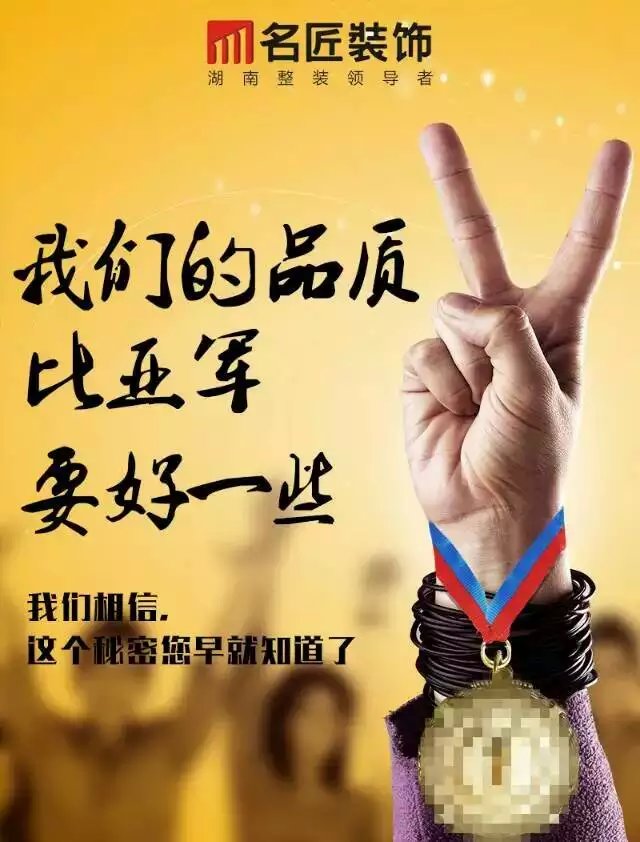 名匠装饰
湖南整装领导者
我们的品质
比亚军
要好一些
我们相信,
这个秘密您早就知道了